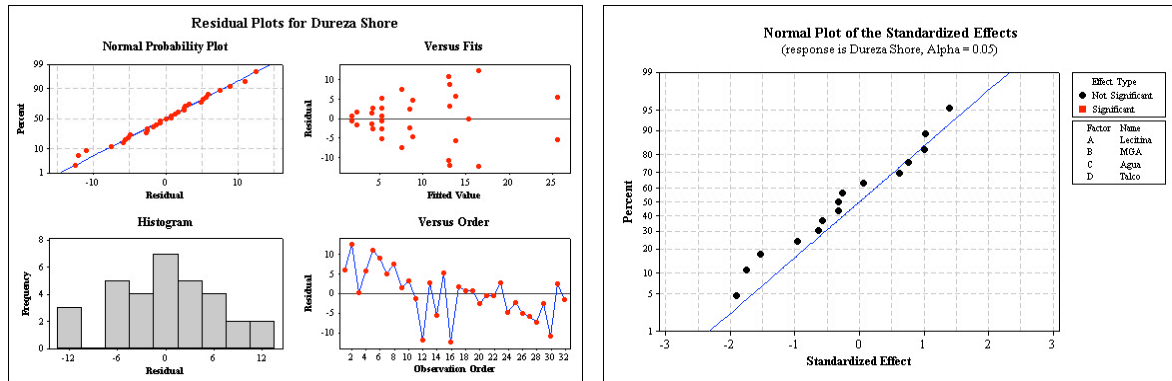 Residual Plots for Dureza Shore
Normal Probability Plot
99
90
50
10
1
Percent
-10
0
10
Residual
Versus Fits
10
5
0
-5
-10
Residual
5
10
15
20
25
Fitted Value
Histogram
8
6
4
2
0
Frequency
-12
-6
0
6
12
Residual
Versus Order
10
5
0
-5
-10
Residual
2 4 6 8 10 12 14 16 18 20 22 24 26 28 30 32
Observation Order
Normal Plot of the Standardized Effects
(response is Dureza Shore, Alpha = 0.05)
99
95
90
80
70
60
50
40
30
20
10
5
1
Percent
-3
-2
-1
0
1
2
3
Standardized Effect
Effect Type
Not Significant
Significant
Factor Name
A Lecitina
B MGA
C Agua
D Talco